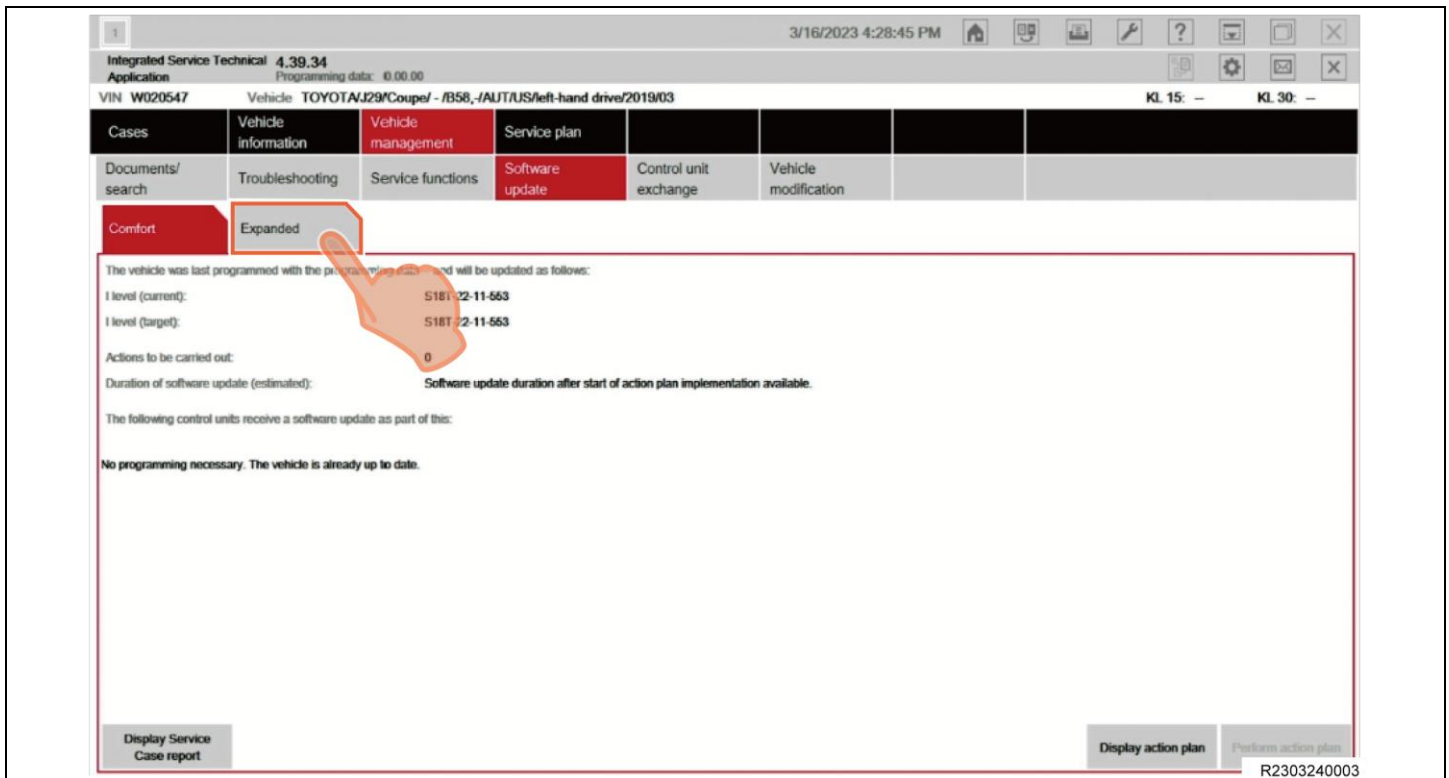 1 3/16/2023 4:28:45 PM ?
Integrated Service Technical 4.39.34
Application Programming data: 0.00.00
VIN W020547 Vehicle TOYOTA/J29/Coupe/ - /B58,-/AUT/US/left-hand drive/2019/03 KL 15: – KL 30: –
Cases Vehicle information Vehicle management Service plan
Documents/ search Troubleshooting Service functions Software update Control unit exchange Vehicle modification
Comfort Expanded
The vehicle was last programmed with the and will be updated as follows:
I level (current): S18T-22-11-553
I level (target): S18T-22-11-553
Actions to be carried out: 0
Duration of software update (estimated): Software update duration after start of action plan implementation available.
The following control units receive a software update as part of this:
No programming necessary. The vehicle is already up to date.
Display Service Case report Display action plan Perform action plan
R2303240003